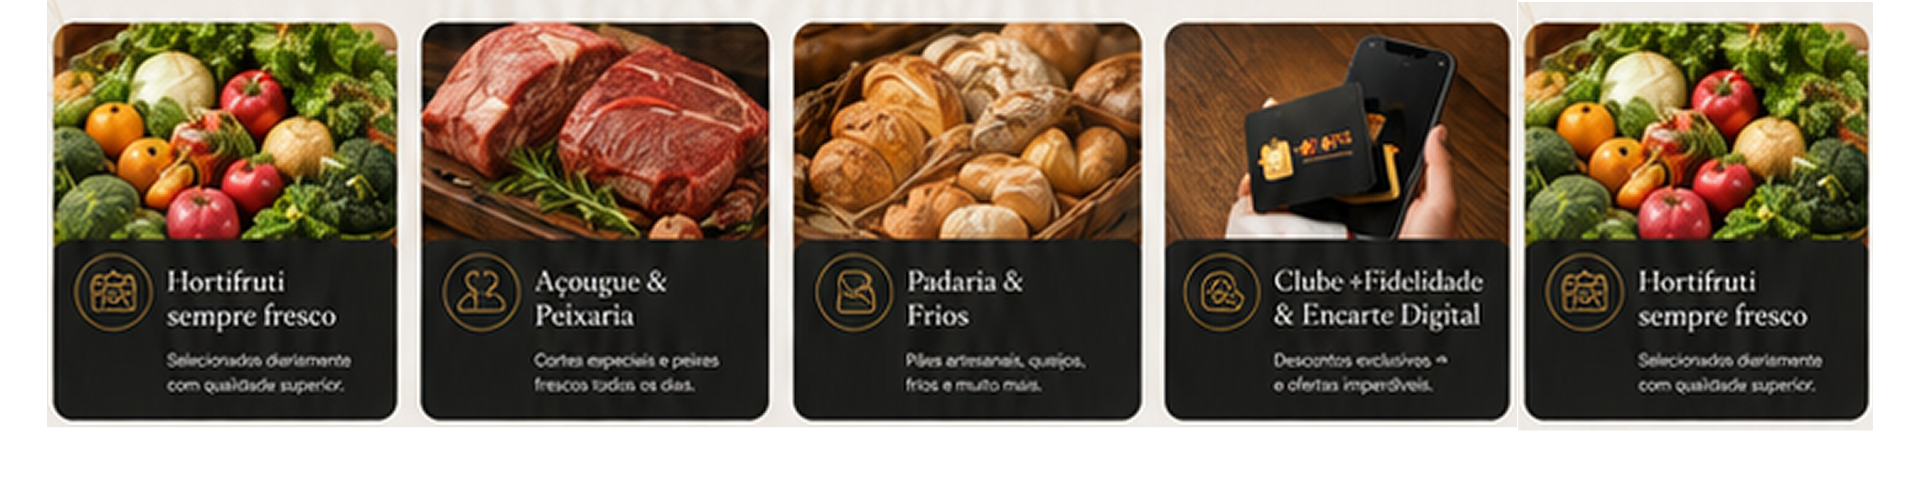 Hortifruti
sempre fresco
Selecionados diariamente
com qualidade superior.
Açougue &
Peixaria
Cortes especiais e peixes
frescos todos os dias.
Padaria &
Frios
Pães artesanais, queijos,
frios e muito mais.
Clube +Fidelidade
& Encarte Digital
Descontos exclusivos
e ofertas imperdíveis.
Hortifruti
sempre fresco
Selecionados diariamente
com qualidade superior.